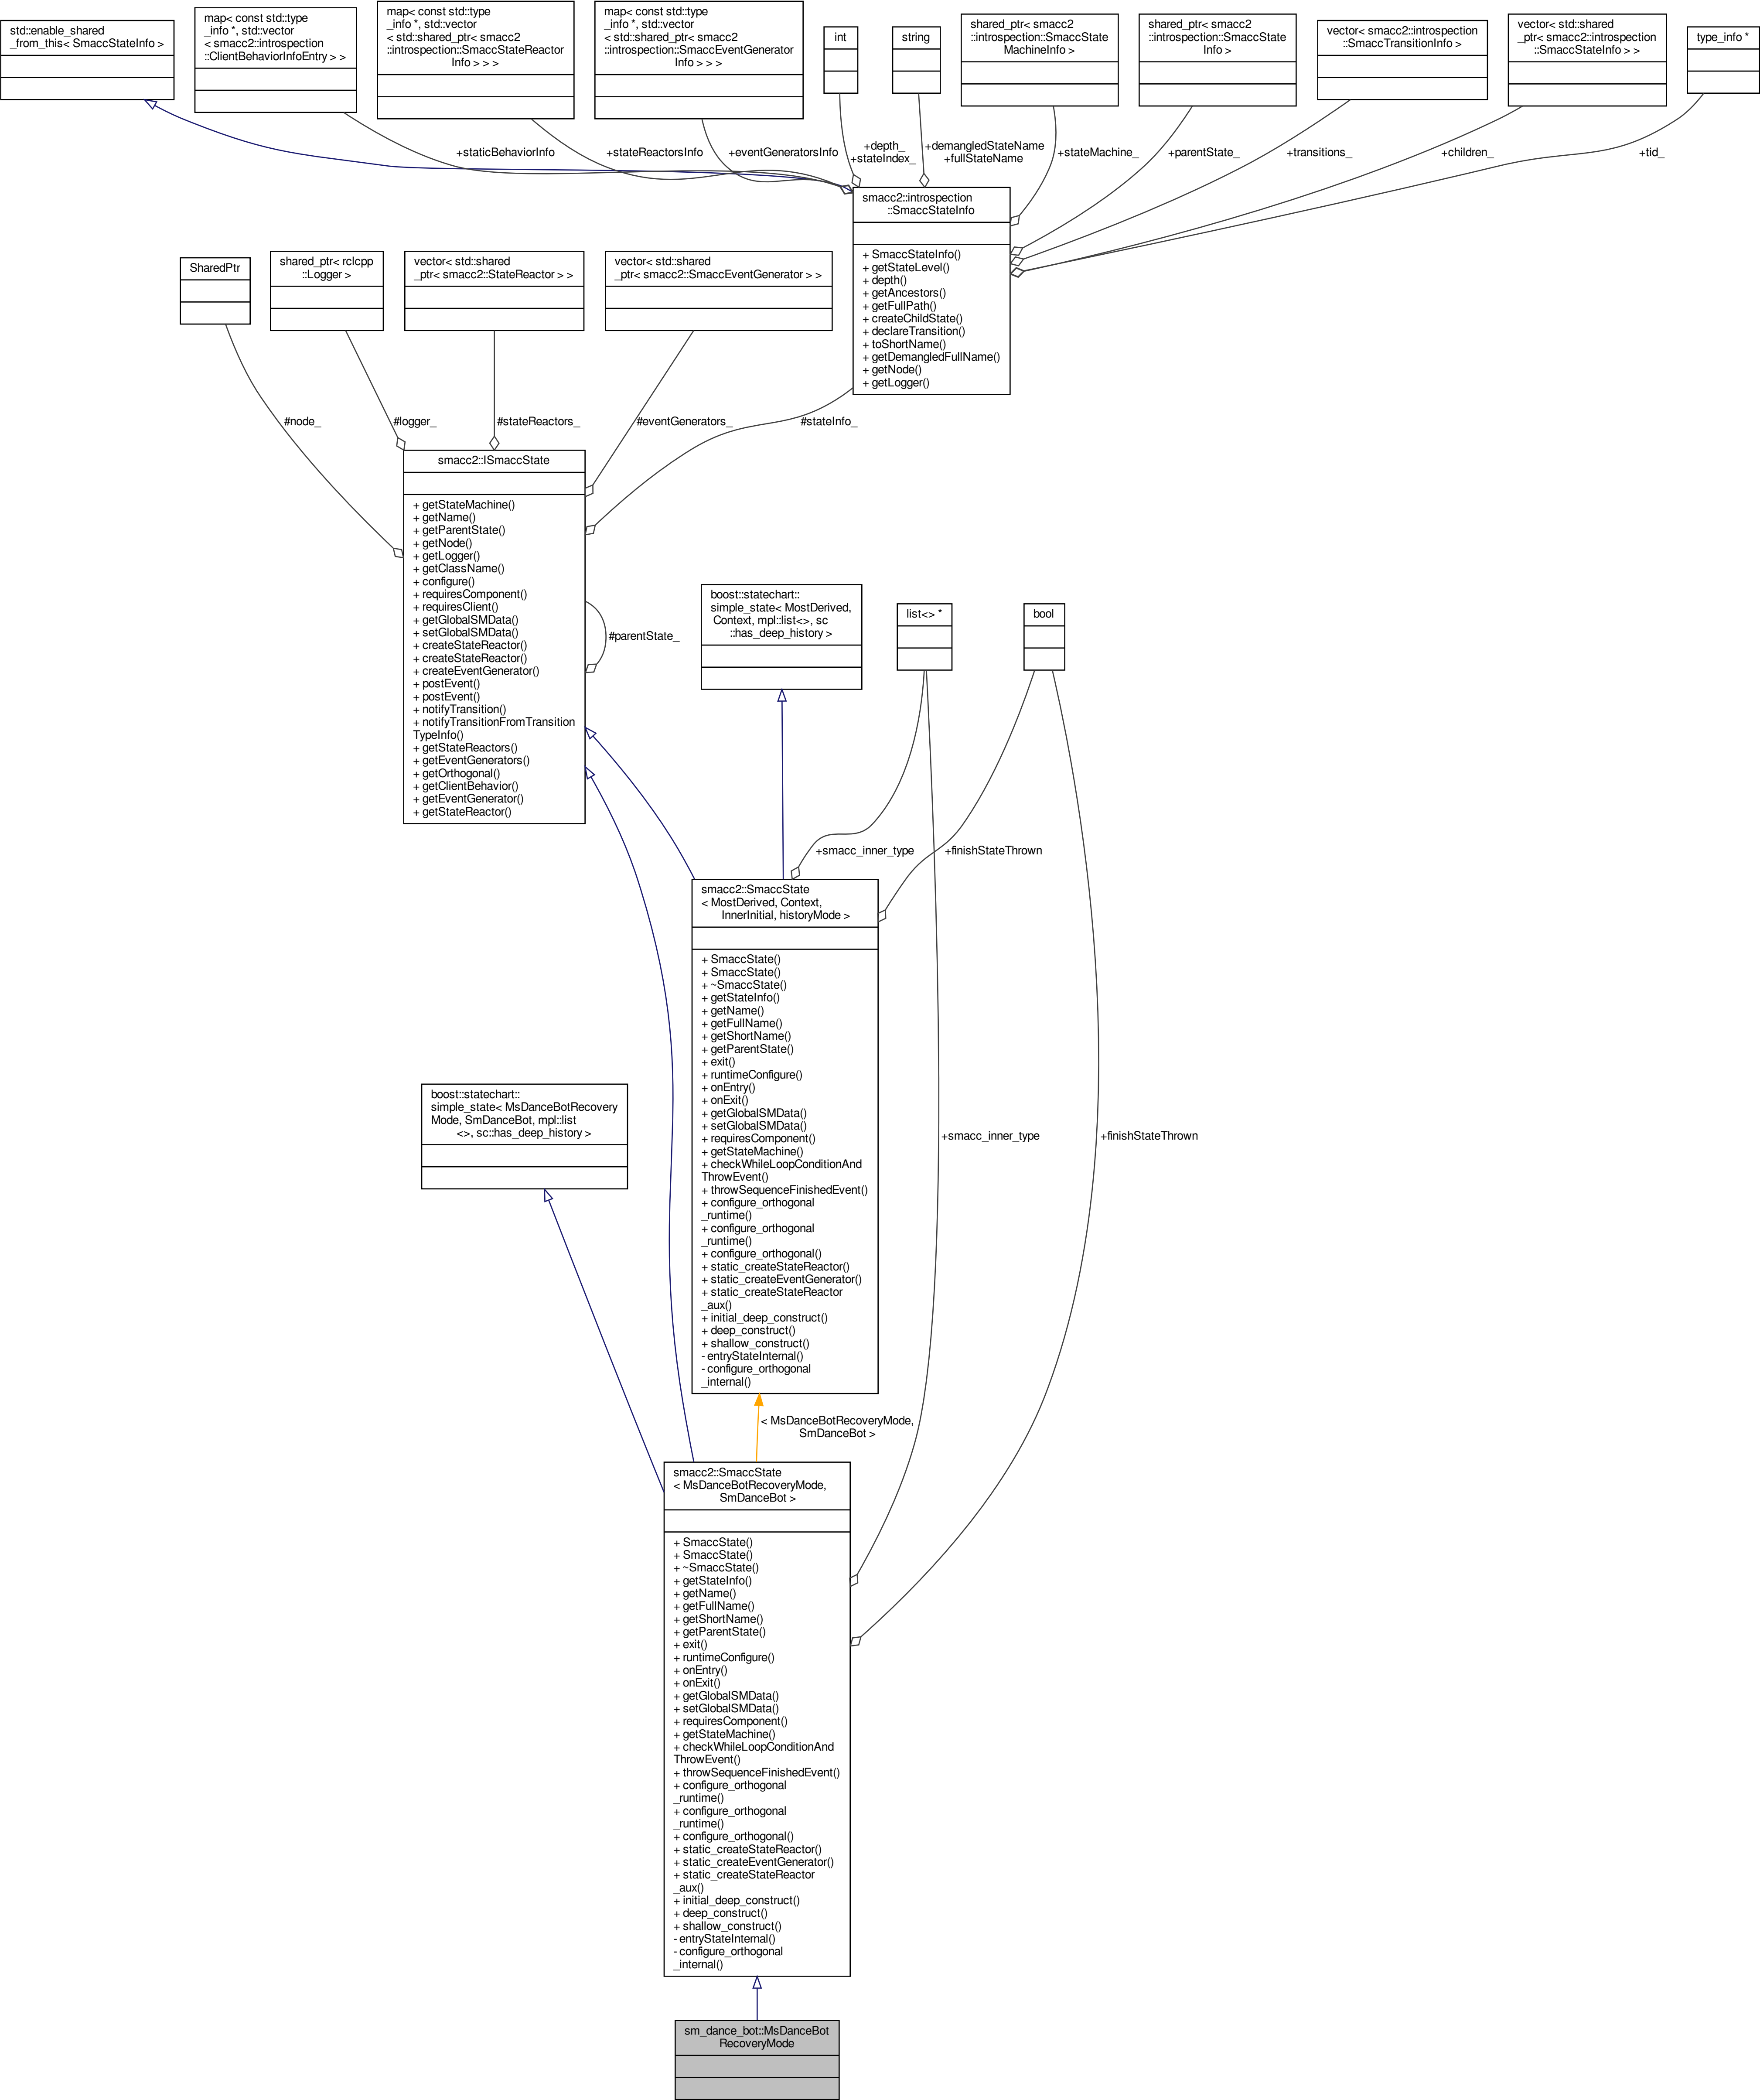 std::enable_shared
_from_this< SmaccStateInfo >
map< const std::type
_info *, std::vector
< smacc2::introspection
::ClientBehaviorInfoEntry > >
map< const std::type
_info *, std::vector
< std::shared_ptr< smacc2
::introspection::SmaccStateReactor
Info > > >
map< const std::type
_info *, std::vector
< std::shared_ptr< smacc2
::introspection::SmaccEventGenerator
Info > > >
int
string
shared_ptr< smacc2
::introspection::SmaccState
MachineInfo >
shared_ptr< smacc2
::introspection::SmaccState
Info >
vector< smacc2::introspection
::SmaccTransitionInfo >
vector< std::shared
_ptr< smacc2::introspection
::SmaccStateInfo > >
type_info *
+staticBehaviorInfo
+stateReactorsInfo
+eventGeneratorsInfo
+depth_
+stateIndex_
+demangledStateName
+fullStateName
+stateMachine_
+parentState_
+transitions_
+children_
+tid_
smacc2::introspection
::SmaccStateInfo
+ SmaccStateInfo()
+ getStateLevel()
+ depth()
+ getAncestors()
+ getFullPath()
+ createChildState()
+ declareTransition()
+ toShortName()
+ getDemangledFullName()
+ getNode()
+ getLogger()
SharedPtr
shared_ptr< rclcpp
::Logger >
vector< std::shared
_ptr< smacc2::StateReactor > >
vector< std::shared
_ptr< smacc2::SmaccEventGenerator > >
#node_
#logger_
#stateReactors_
#eventGenerators_
#stateInfo_
smacc2::ISmaccState
+ getStateMachine()
+ getName()
+ getParentState()
+ getNode()
+ getLogger()
+ getClassName()
+ configure()
+ requiresComponent()
+ requiresClient()
+ getGlobalSMData()
+ setGlobalSMData()
+ createStateReactor()
+ createStateReactor()
+ createEventGenerator()
+ postEvent()
+ postEvent()
+ notifyTransition()
+ notifyTransitionFromTransition
TypeInfo()
+ getStateReactors()
+ getEventGenerators()
+ getOrthogonal()
+ getClientBehavior()
+ getEventGenerator()
+ getStateReactor()
#parentState_
boost::statechart::
simple_state< MostDerived,
Context, mpl::list<>, sc
::has_deep_history >
list<> *
bool
+smacc_inner_type
+finishStateThrown
smacc2::SmaccState
< MostDerived, Context,
InnerInitial, historyMode >
+ SmaccState()
+ SmaccState()
+ ~SmaccState()
+ getStateInfo()
+ getName()
+ getFullName()
+ getShortName()
+ getParentState()
+ exit()
+ runtimeConfigure()
+ onEntry()
+ onExit()
+ getGlobalSMData()
+ setGlobalSMData()
+ requiresComponent()
+ getStateMachine()
+ checkWhileLoopConditionAnd
ThrowEvent()
+ throwSequenceFinishedEvent()
+ configure_orthogonal
_runtime()
+ configure_orthogonal
_runtime()
+ configure_orthogonal()
+ static_createStateReactor()
+ static_createEventGenerator()
+ static_createStateReactor
_aux()
+ initial_deep_construct()
+ deep_construct()
+ shallow_construct()
- entryStateInternal()
- configure_orthogonal
_internal()
boost::statechart::
simple_state< MsDanceBotRecovery
Mode, SmDanceBot, mpl::list
<>, sc::has_deep_history >
+smacc_inner_type
+finishStateThrown
< MsDanceBotRecoveryMode,
SmDanceBot >
smacc2::SmaccState
< MsDanceBotRecoveryMode,
SmDanceBot >
+ SmaccState()
+ SmaccState()
+ ~SmaccState()
+ getStateInfo()
+ getName()
+ getFullName()
+ getShortName()
+ getParentState()
+ exit()
+ runtimeConfigure()
+ onEntry()
+ onExit()
+ getGlobalSMData()
+ setGlobalSMData()
+ requiresComponent()
+ getStateMachine()
+ checkWhileLoopConditionAnd
ThrowEvent()
+ throwSequenceFinishedEvent()
+ configure_orthogonal
_runtime()
+ configure_orthogonal
_runtime()
+ configure_orthogonal()
+ static_createStateReactor()
+ static_createEventGenerator()
+ static_createStateReactor
_aux()
+ initial_deep_construct()
+ deep_construct()
+ shallow_construct()
- entryStateInternal()
- configure_orthogonal
_internal()
sm_dance_bot::MsDanceBot
RecoveryMode